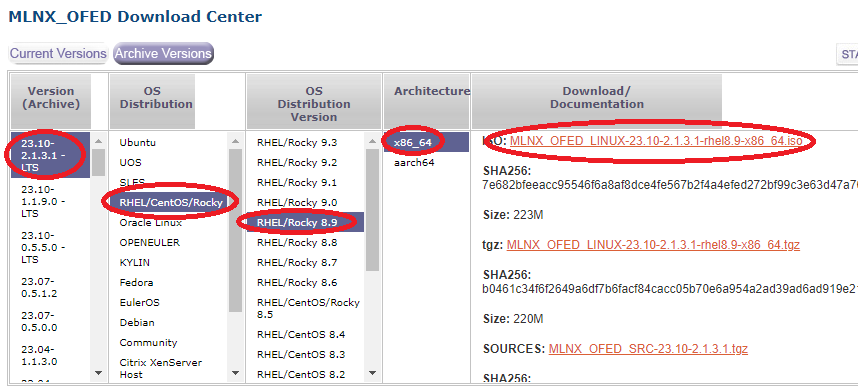 MLNX_OFED Download Center
Current Versions
Archive Versions
STA
Version
(Archive)
OS
Distribution
OS
Distribution
Version
Architecture
Download/
Documentation
23.10-
2.1.3.1 -
LTS
23.10-
1.1.9.0 -
LTS
23.10-
0.5.5.0 -
LTS
23.07-
0.5.1.2
23.07-
0.5.0.0
23.04-
1.1.3.0
Ubuntu
UOS
SLES
RHEL/CentOS/Rocky
Oracle Linux
OPENEULER
KYLIN
Fedora
EulerOS
Debian
Community
Citrix XenServer
Host
RHEL/Rocky 9.3
RHEL/Rocky 9.2
RHEL/Rocky 9.1
RHEL/Rocky 9.0
RHEL/Rocky 8.9
RHEL/Rocky 8.8
RHEL/Rocky 8.7
RHEL/Rocky 8.6
RHEL/CentOS/Rocky
8.5
RHEL/CentOS 8.4
RHEL/CentOS 8.3
RHEL/CentOS 8.2
x86_64
aarch64
ISO: MLNX_OFED_LINUX-23.10-2.1.3.1-rhel8.9-x86_64.iso
SHA256:
7e682bfeeacc95546f6a8af8dce4fe567b2f4a4efed272bf99c3e63d47a76
Size: 223M
tgz: MLNX_OFED_LINUX-23.10-2.1.3.1-rhel8.9-x86_64.tgz
SHA256:
b0461c34f6f2649a6df7b6facf84cacc05b70e6a954a2ad39ad6ad919e21
Size: 220M
SOURCES: MLNX_OFED_SRC-23.10-2.1.3.1.tgz
SHA256: